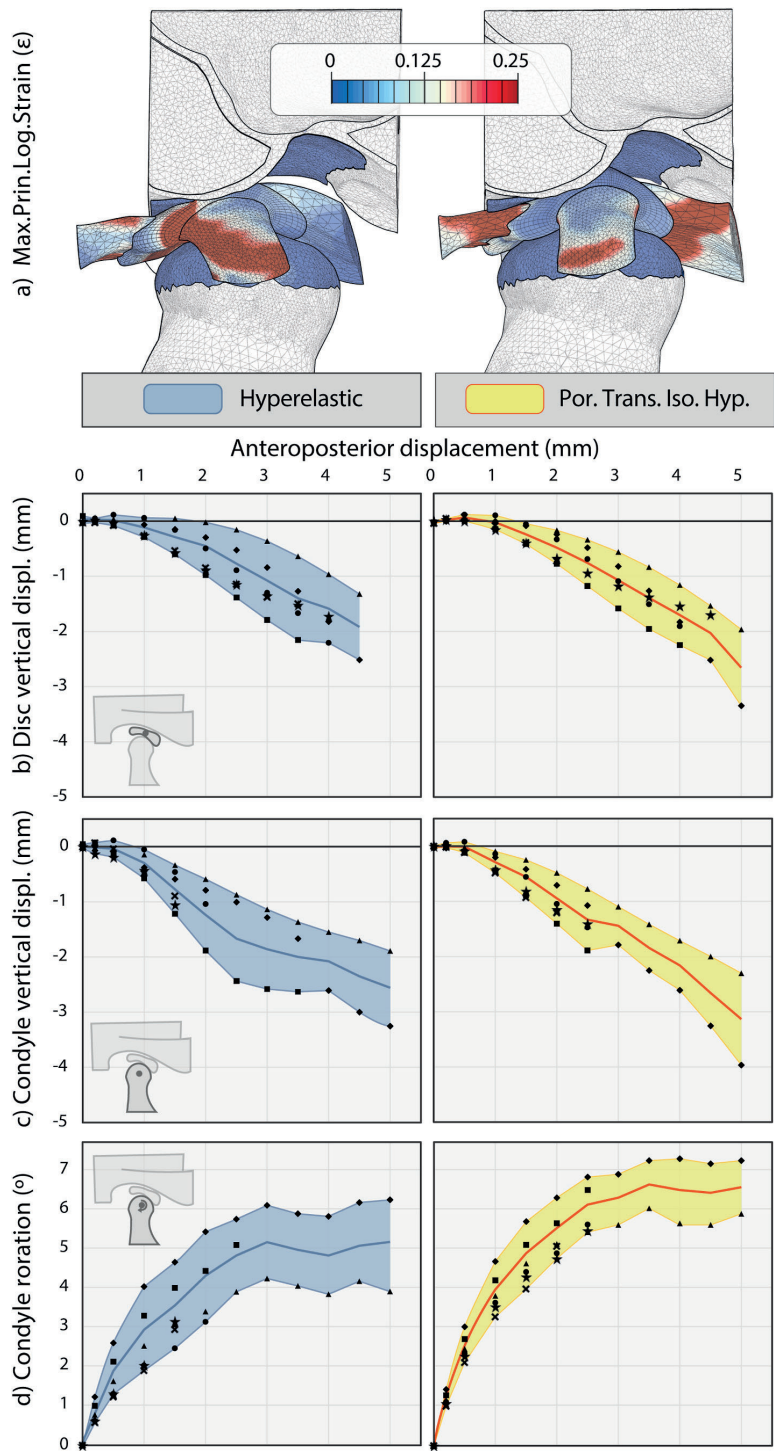 a) Max.Prin.Log.Strain (ε)
0 0.125 0.25
Hyperelastic
Por. Trans. Iso. Hyp.
Anteroposterior displacement (mm)
0 1 2 3 4 5
0 1 2 3 4 5
b) Disc vertical displ. (mm)
0
-1
-2
-3
-4
-5
c) Condyle vertical displ. (mm)
0
-1
-2
-3
-4
-5
d) Condyle roration (º)
7
6
5
4
3
2
1
0